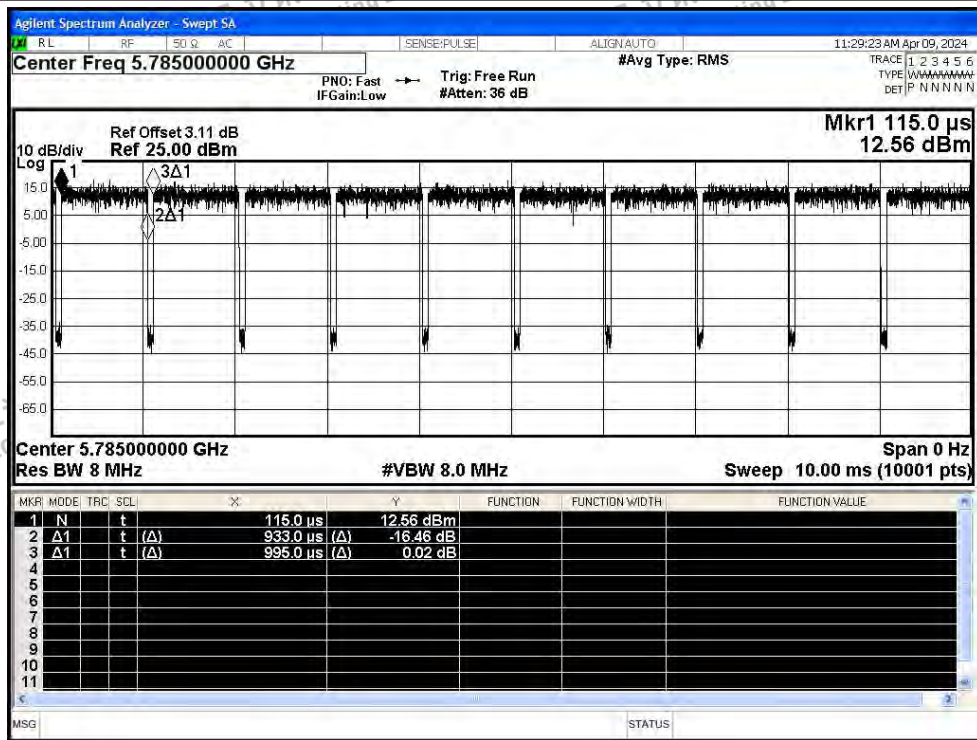 Agilent Spectrum Analyzer - Swept SA
RL RF 50 Ω AC SENSE:PULSE ALIGNAUTO 11:29:23 AM Apr 09, 2024
Center Freq 5.785000000 GHz #Avg Type: RMS TRACE 1 2 3 4 5 6
PNO: Fast Trig: Free Run TYPE WWWWWW
IFGain:Low #Atten: 36 dB DET P N N N N N
Mkr1 115.0 µs
Ref Offset 3.11 dB
10 dB/div Ref 25.00 dBm 12.56 dBm
Log
1 3Δ1
15.0
2Δ1
5.00
-5.00
-15.0
-25.0
-35.0
-45.0
-55.0
-65.0
Center 5.785000000 GHz Span 0 Hz
Res BW 8 MHz #VBW 8.0 MHz Sweep 10.00 ms (10001 pts)
MKR MODE TRC SCL X Y FUNCTION FUNCTION WIDTH FUNCTION VALUE
1 N t 115.0 µs 12.56 dBm
2 Δ1 t (Δ) 933.0 µs (Δ) -16.46 dB
3 Δ1 t (Δ) 995.0 µs (Δ) 0.02 dB
4
5
6
7
8
9
10
11
MSG STATUS